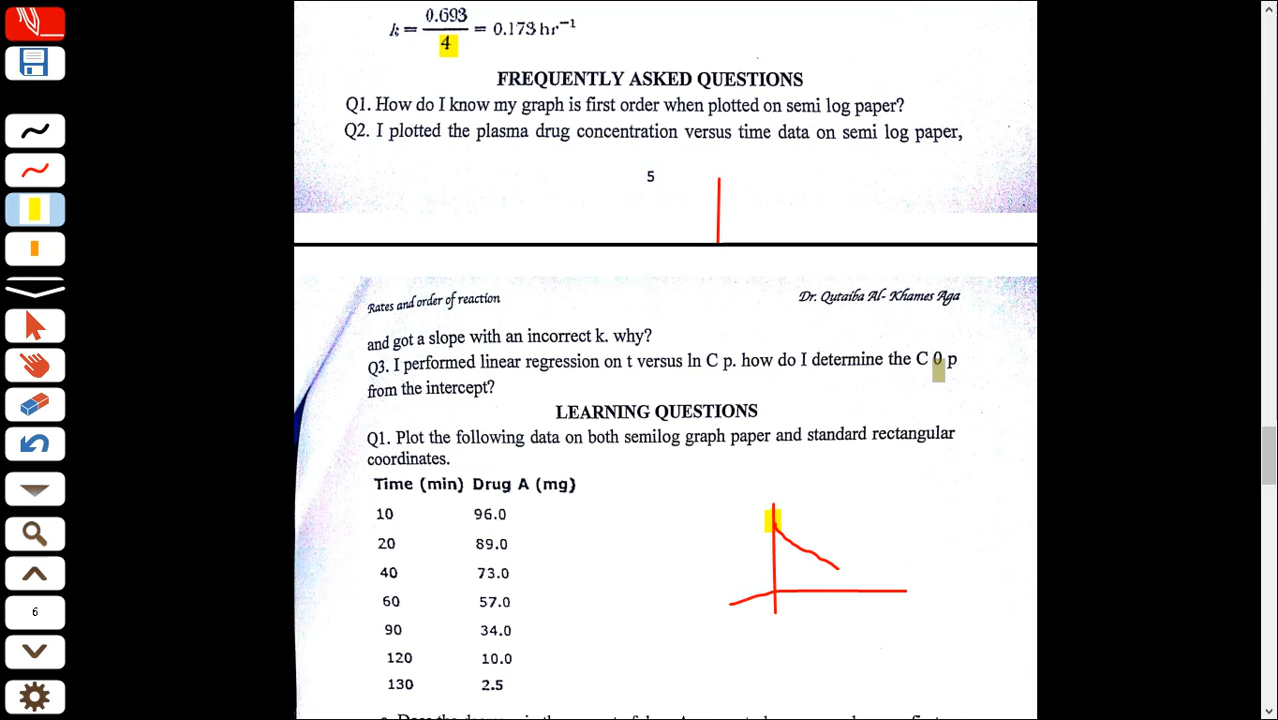 k = 0.693 / 4 = 0.173 hr⁻¹
FREQUENTLY ASKED QUESTIONS
Q1. How do I know my graph is first order when plotted on semi log paper?
Q2. I plotted the plasma drug concentration versus time data on semi log paper,
5
Rates and order of reaction
Dr. Qutaiba Al- Khames Aga
and got a slope with an incorrect k. why?
Q3. I performed linear regression on t versus ln C p. how do I determine the C 0 p
from the intercept?
LEARNING QUESTIONS
Q1. Plot the following data on both semilog graph paper and standard rectangular
coordinates.
Time (min) Drug A (mg)
10 96.0
20 89.0
40 73.0
60 57.0
90 34.0
120 10.0
130 2.5
6